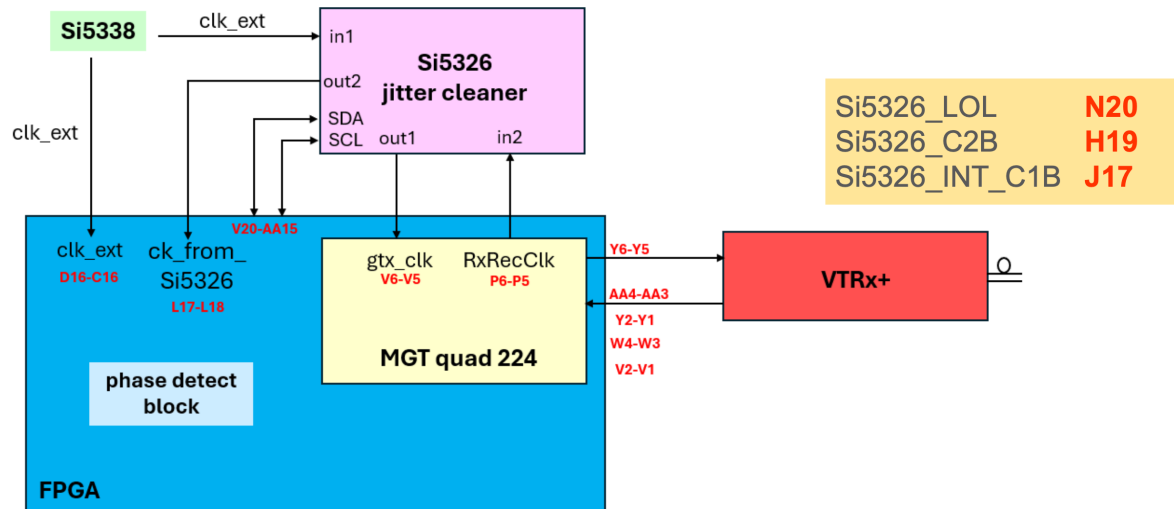 Si5338
clk_ext
clk_ext
in1
Si5326
jitter cleaner
out2
SDA
SCL
out1
in2
Si5326_LOL N20
Si5326_C2B H19
Si5326_INT_C1B J17
V20-AA15
clk_ext
D16-C16
ck_from_
Si5326
L17-L18
gtx_clk
V6-V5
RxRecClk
P6-P5
MGT quad 224
Y6-Y5
AA4-AA3
Y2-Y1
W4-W3
V2-V1
VTRx+
phase detect
block
FPGA